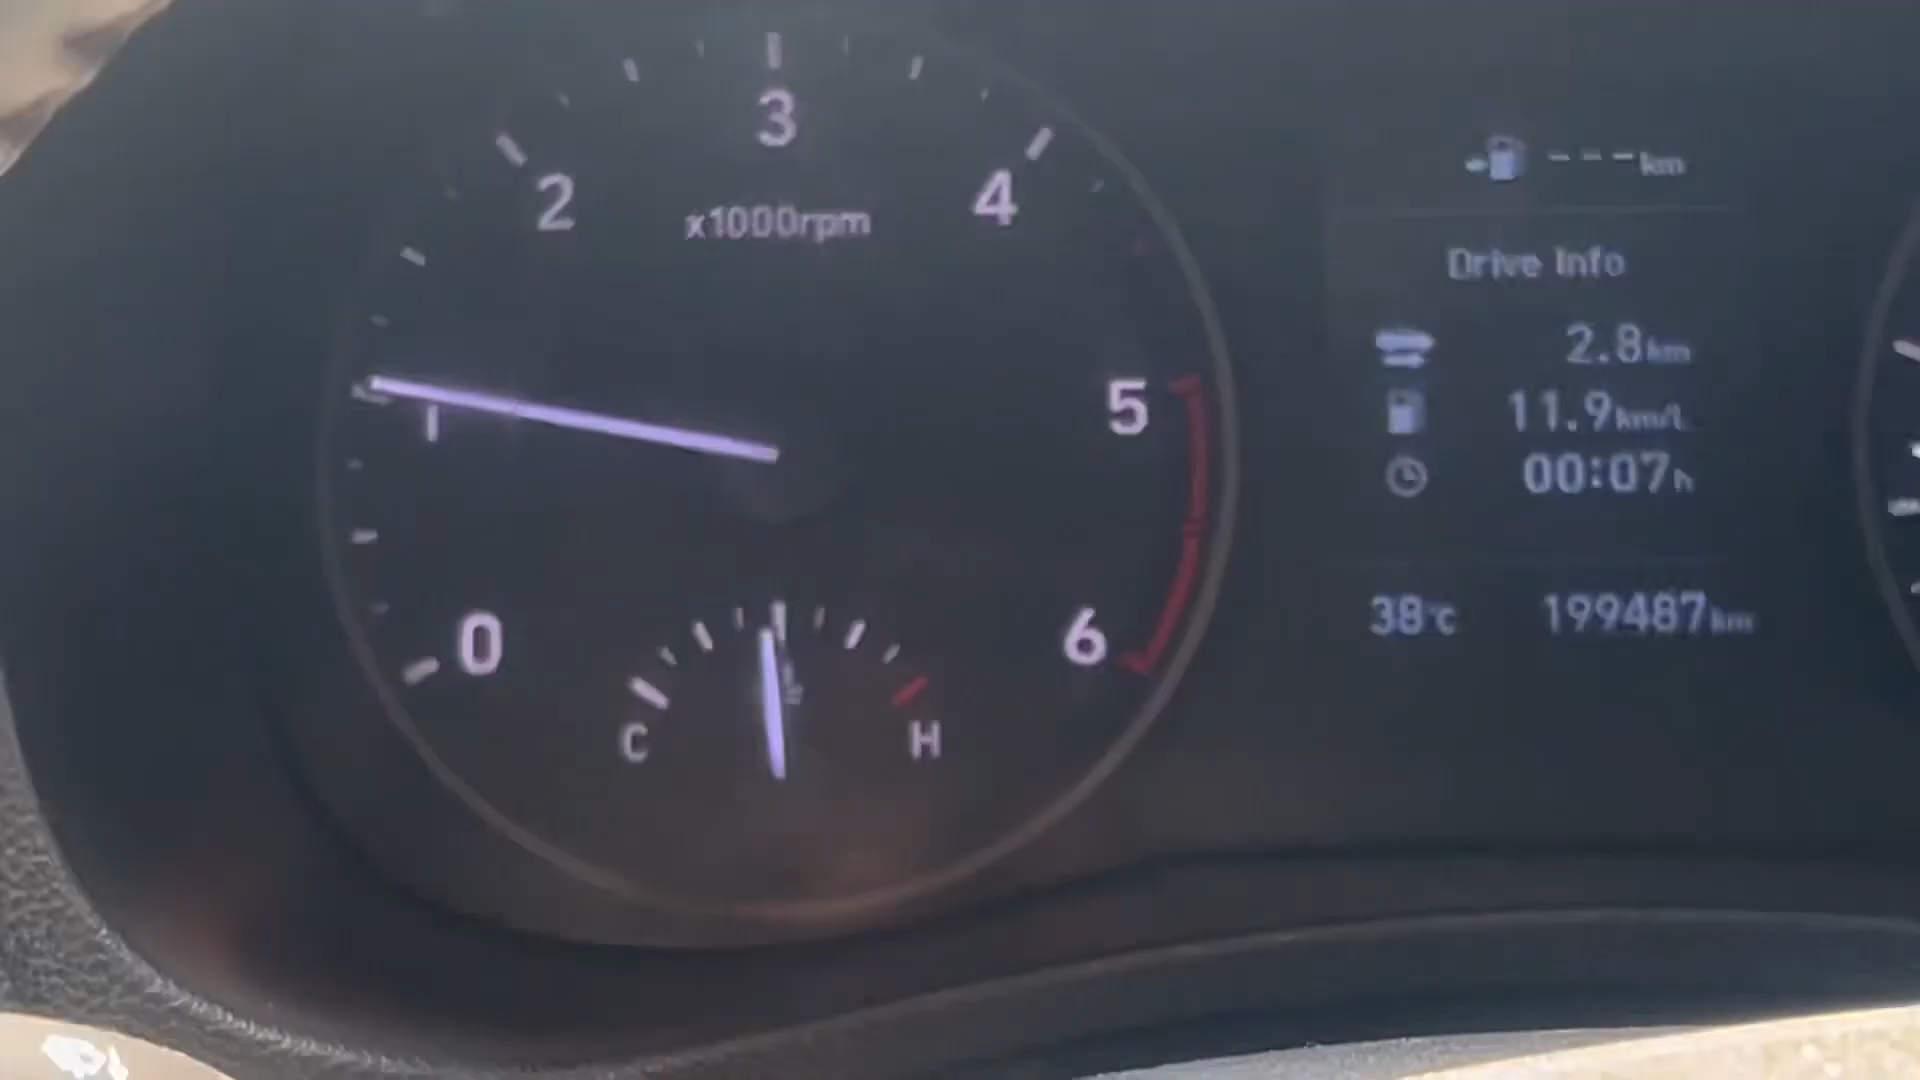 3
2
4
x1000rpm
1
5
0
6
C
H
---km
Drive Info
2.8km
11.9km/L
00:07h
38°C 199487km